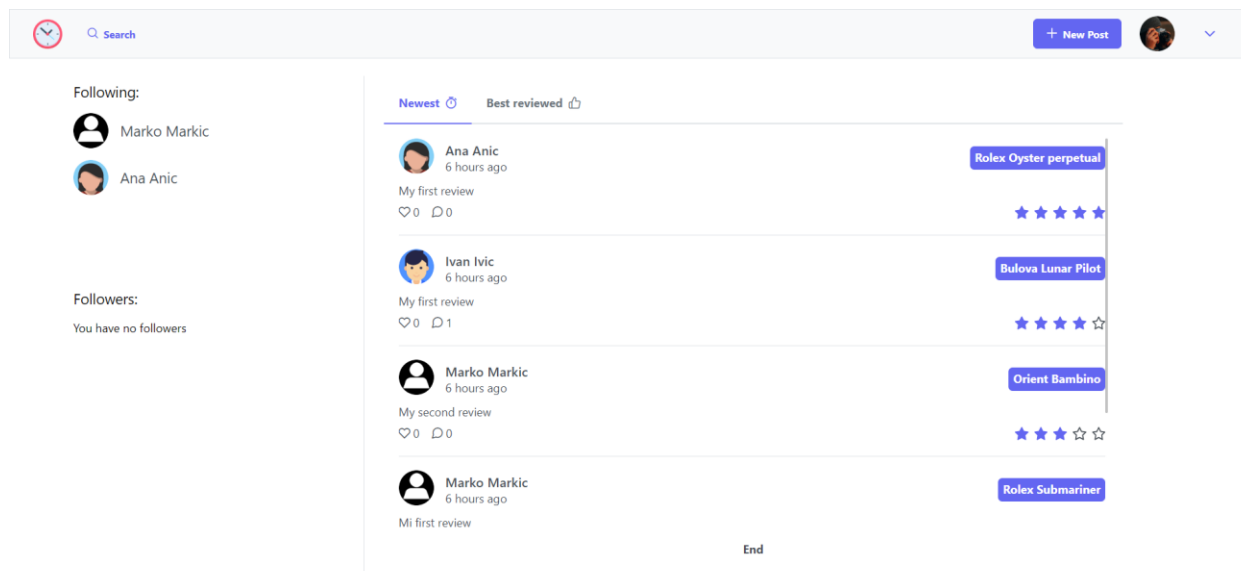 Search
New Post
Following:
Marko Markic
Ana Anic
Followers:
You have no followers
Newest
Best reviewed
Ana Anic
6 hours ago
Rolex Oyster perpetual
My first review
0 0
Ivan Ivic
6 hours ago
Bulova Lunar Pilot
My first review
0 1
Marko Markic
6 hours ago
Orient Bambino
My second review
0 0
Marko Markic
6 hours ago
Rolex Submariner
Mi first review
End